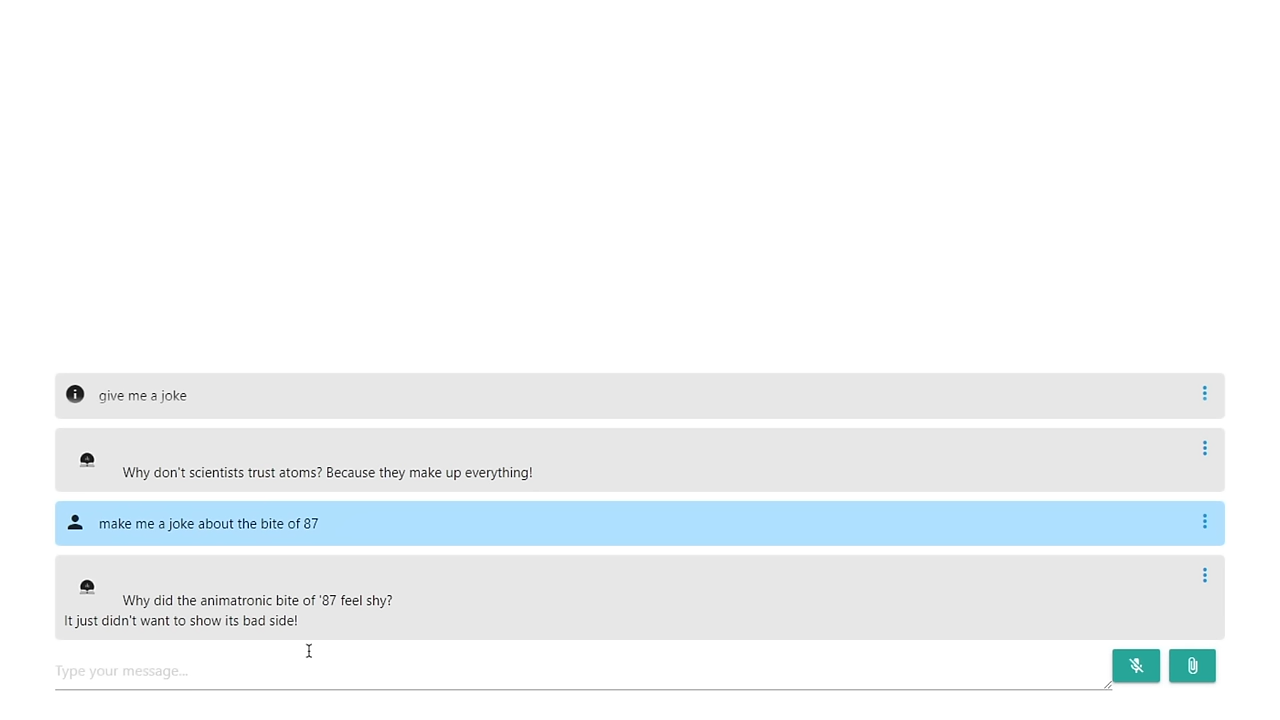 give me a joke
Why don't scientists trust atoms? Because they make up everything!
make me a joke about the bite of 87
Why did the animatronic bite of '87 feel shy?
It just didn't want to show its bad side!
Type your message...